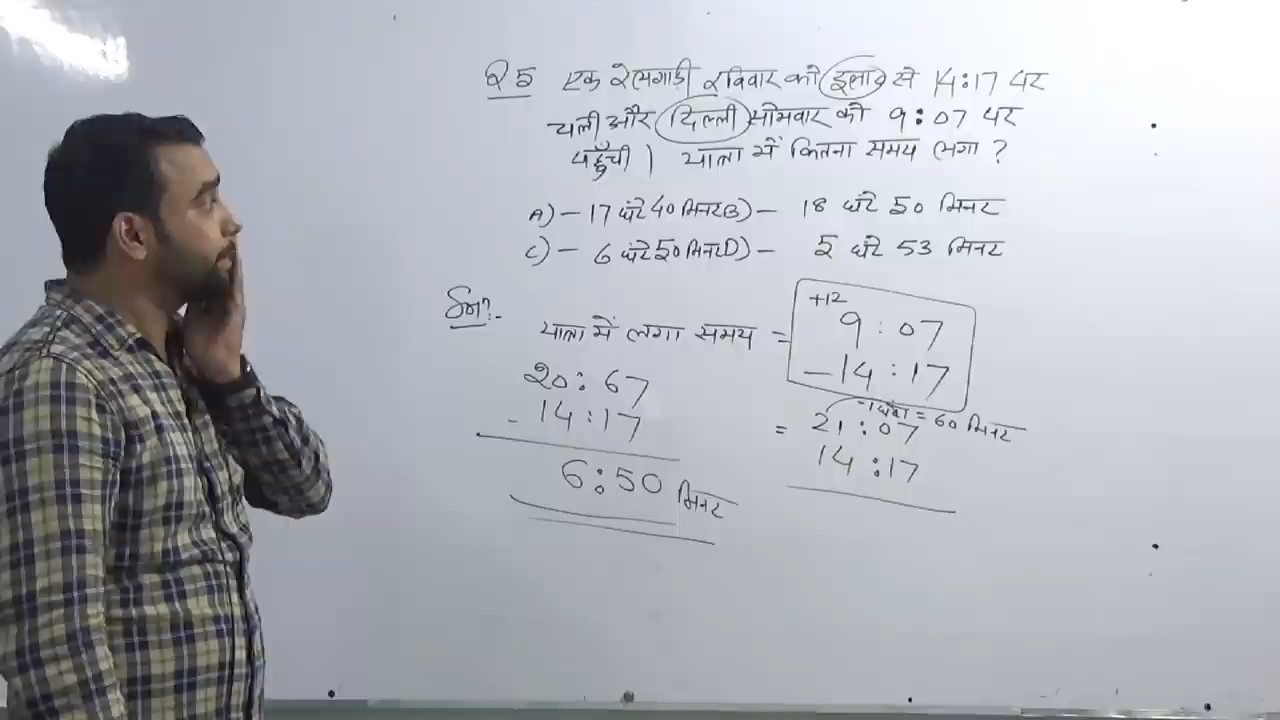 Q5 एक रेलगाड़ी रविवार को इलाo से 14:17 पर
चली और दिल्ली सोमवार को 9:07 पर
पहुँची। यात्रा में कितना समय लगा ?
A) – 17 घंटे 40 मिनट B) – 18 घंटे 50 मिनट
C) – 6 घंटे 50 मिनट D) – 5 घंटे 53 मिनट
यात्रा में लगा समय =
+12
9 : 07
– 14 : 17
-1 घंटा = 60 मिनट
= 21 : 07
14 : 17
20 : 67
- 14 : 17
6 : 50 मिनट